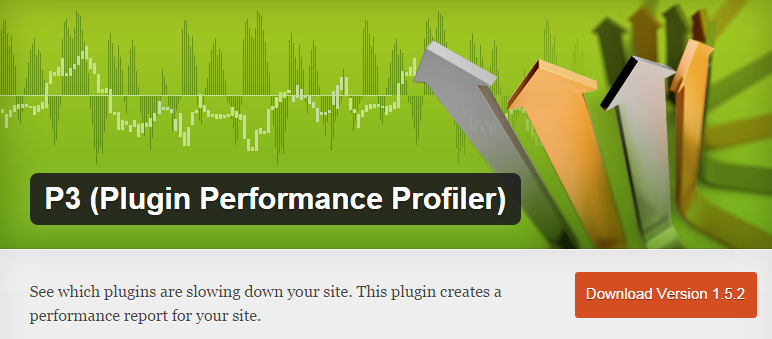 P3 (Plugin Performance Profiler)
See which plugins are slowing down your site. This plugin creates a
performance report for your site.
Download Version 1.5.2